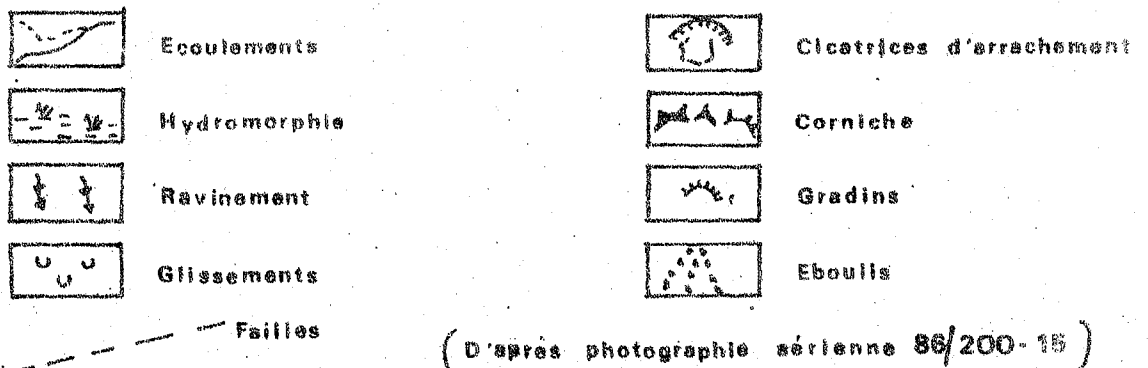 Ecoulements
Hydromorphie
Ravinement
Glissements
Failles
Cicatrices d'arrachement
Corniche
Gradins
Eboulis
(D'après photographie aérienne 86/200-15)